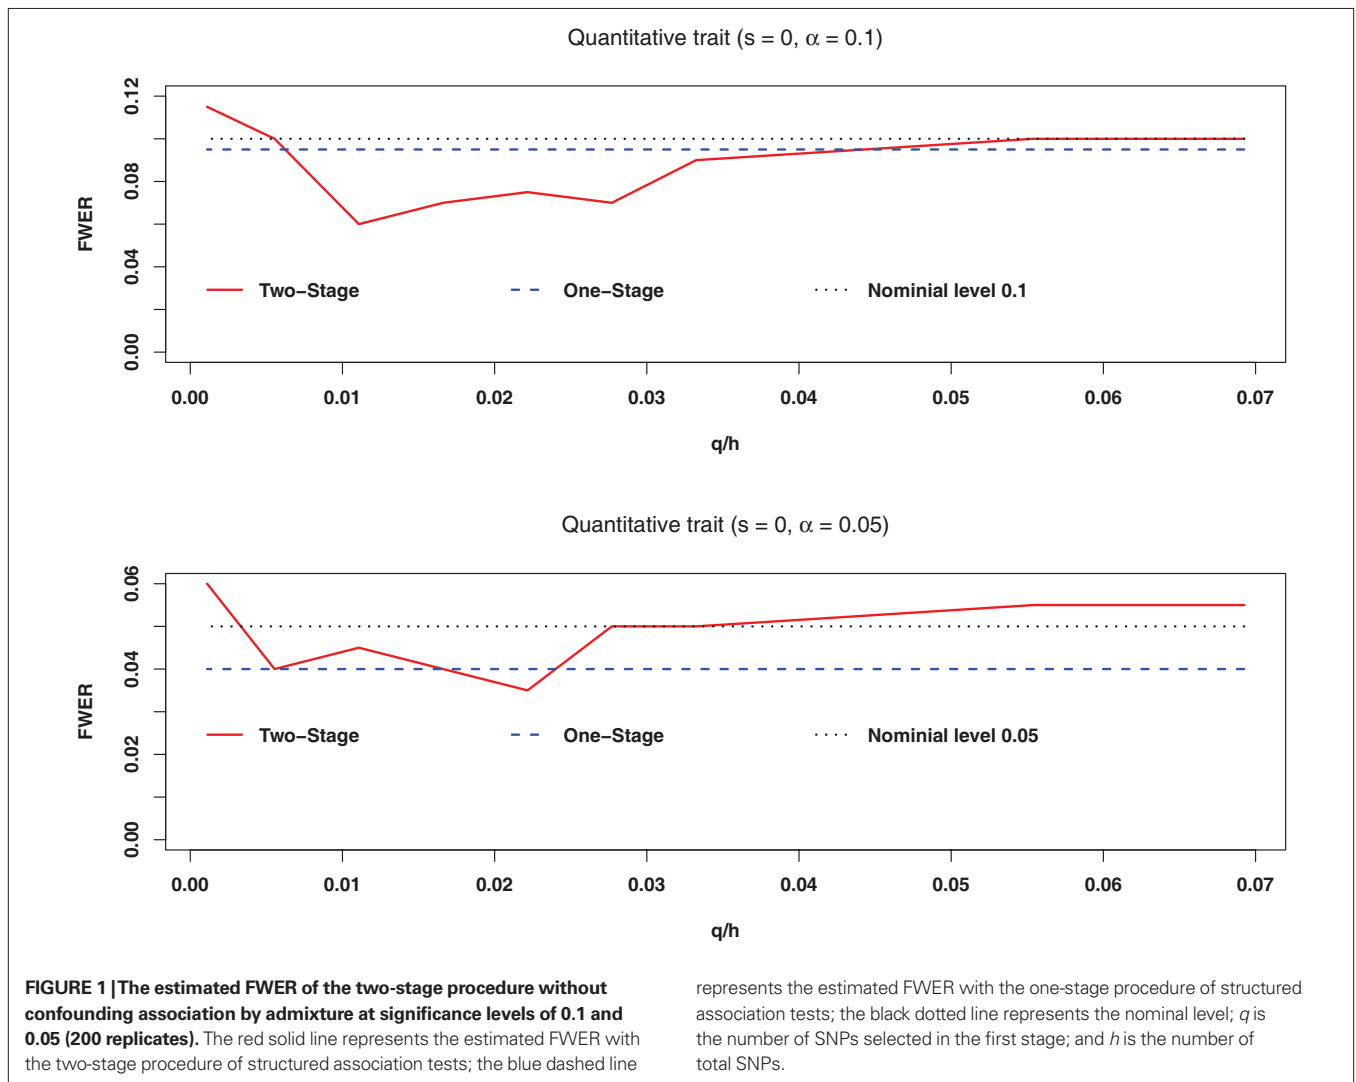 Quantitative trait (s = 0, α = 0.1)
0.12
0.08
0.04
0.00
FWER
Two−Stage
One−Stage
Nominial level 0.1
0.00 0.01 0.02 0.03 0.04 0.05 0.06 0.07
q/h
Quantitative trait (s = 0, α = 0.05)
0.06
0.04
0.02
0.00
FWER
Two−Stage
One−Stage
Nominial level 0.05
0.00 0.01 0.02 0.03 0.04 0.05 0.06 0.07
q/h
FIGURE 1 | The estimated FWER of the two-stage procedure without
confounding association by admixture at significance levels of 0.1 and
0.05 (200 replicates). The red solid line represents the estimated FWER with
the two-stage procedure of structured association tests; the blue dashed line
represents the estimated FWER with the one-stage procedure of structured
association tests; the black dotted line represents the nominal level; q is
the number of SNPs selected in the first stage; and h is the number of
total SNPs.